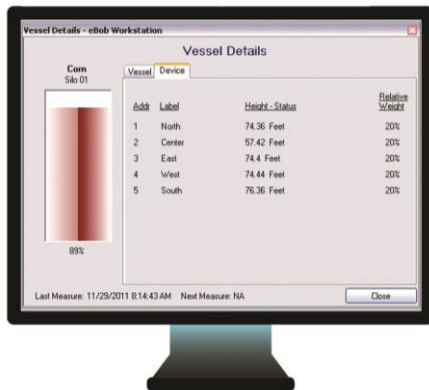 Vessel Details - eBob Workstation
Vessel Details
Corn
Silo 01
89%
Vessel Device
Addr Label Height - Status Relative Weight
1 North 74.36 Feet 20%
2 Center 57.42 Feet 20%
3 East 74.4 Feet 20%
4 West 74.44 Feet 20%
5 South 76.36 Feet 20%
Last Measure: 11/29/2011 8:14:43 AM Next Measure: NA
Close